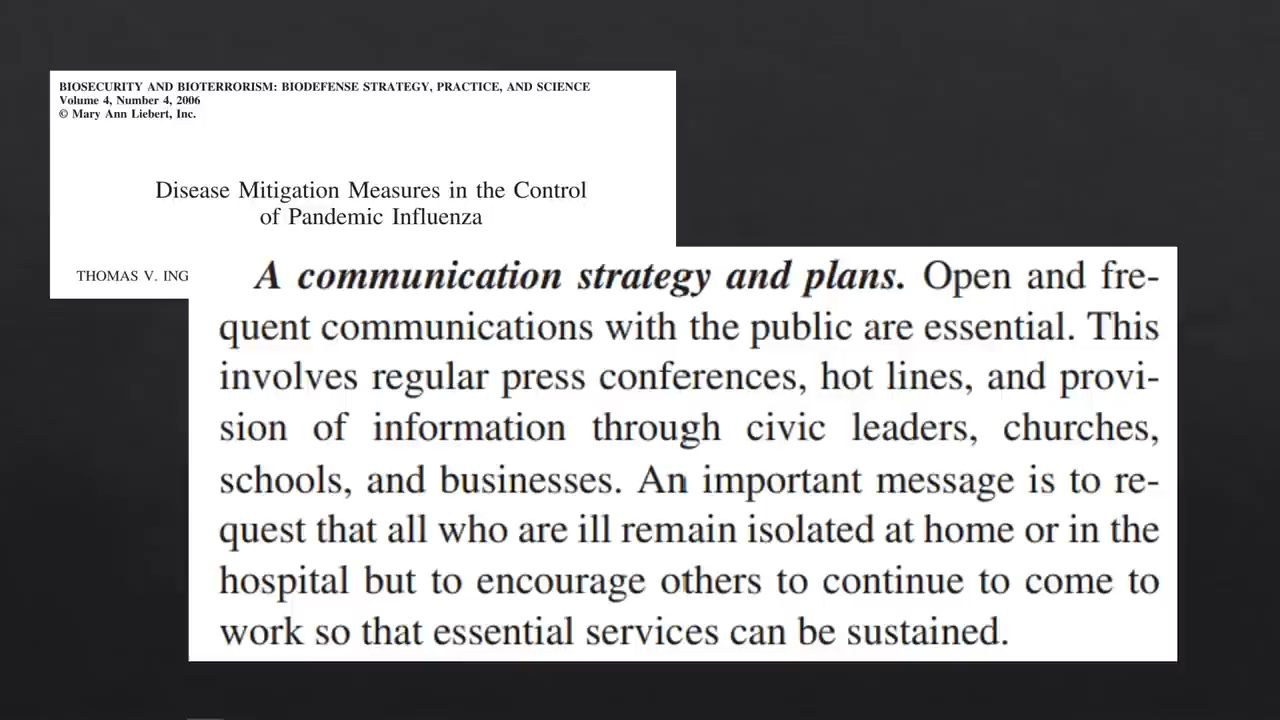 BIOSECURITY AND BIOTERRORISM: BIODEFENSE STRATEGY, PRACTICE, AND SCIENCE
Volume 4, Number 4, 2006
© Mary Ann Liebert, Inc.
Disease Mitigation Measures in the Control
of Pandemic Influenza
THOMAS V. ING
A communication strategy and plans. Open and fre-
quent communications with the public are essential. This
involves regular press conferences, hot lines, and provi-
sion of information through civic leaders, churches,
schools, and businesses. An important message is to re-
quest that all who are ill remain isolated at home or in the
hospital but to encourage others to continue to come to
work so that essential services can be sustained.